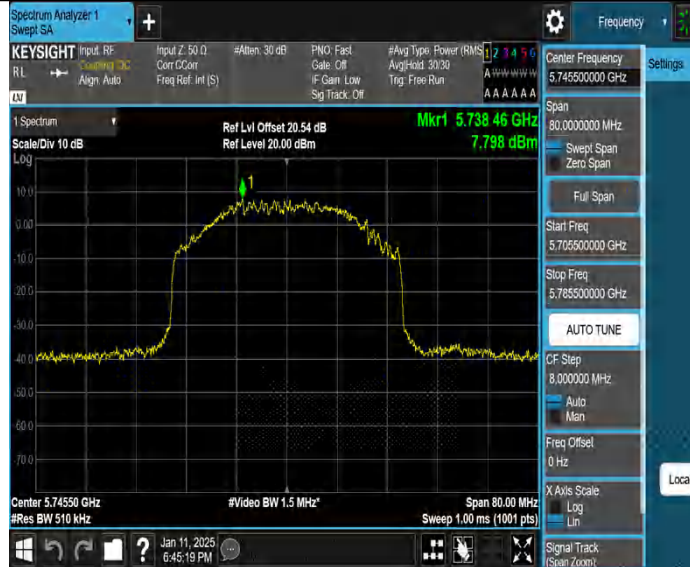 Spectrum Analyzer 1
Swept SA
+
Frequency
KEYSIGHT Input: RF Input Z: 50 Ω #Atten: 30 dB PNO: Fast #Avg Type: Power (RMS 1 2 3 4 5 6
RL Coupling: DC Corr CCorr Gate: Off Avg|Hold: 30/30 A W W W W W
Align: Auto Freq Ref: Int (S) IF Gain: Low Trig: Free Run
Sig Track: Off A A A A A A
LXI
1 Spectrum
Scale/Div 10 dB
Ref Lvl Offset 20.54 dB
Ref Level 20.00 dBm
Mkr1 5.738 46 GHz
7.798 dBm
Log
1
10.0
0.00
-10.0
-20.0
-30.0
-40.0
-50.0
-60.0
-70.0
Center 5.74550 GHz
#Video BW 1.5 MHz*
Span 80.00 MHz
#Res BW 510 kHz
Sweep 1.00 ms (1001 pts)
?
Jan 11, 2025
6:45:19 PM
Center Frequency
5.745500000 GHz
Settings
Span
80.0000000 MHz
Swept Span
Zero Span
Full Span
Start Freq
5.705500000 GHz
Stop Freq
5.785500000 GHz
AUTO TUNE
CF Step
8.000000 MHz
Auto
Man
Freq Offset
0 Hz
X Axis Scale
Log
Lin
Loca
Signal Track
(Span Zoom)